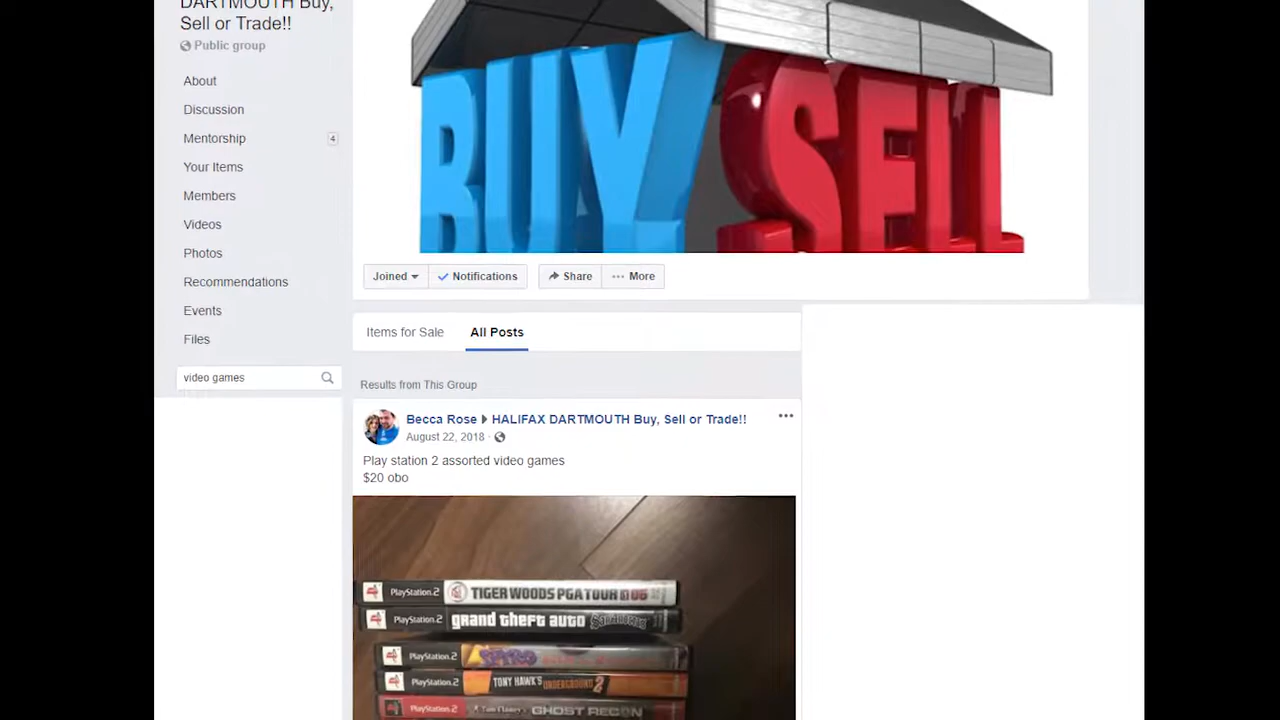 DARTMOUTH Buy,
Sell or Trade!!
Public group
About
Discussion
Mentorship 4
Your Items
Members
Videos
Photos
Recommendations
Events
Files
video games
BUY SELL
Joined Notifications Share More
Items for Sale All Posts
Results from This Group
Becca Rose HALIFAX DARTMOUTH Buy, Sell or Trade!!
August 22, 2018
Play station 2 assorted video games
$20 obo
PlayStation.2 TIGER WOODS PGA TOUR 06
PlayStation.2 grand theft auto
PlayStation.2
PlayStation.2 TONY HAWK'S UNDERGROUND 2
PlayStation.2 Tom Clancy's GHOST RECON